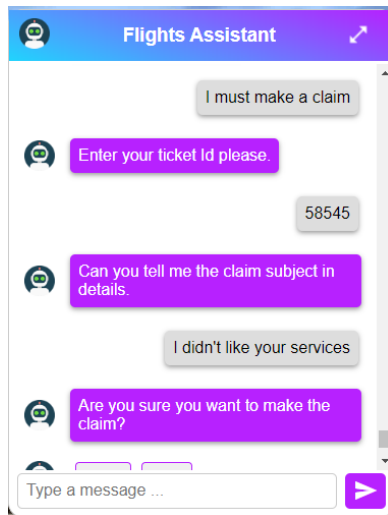 Flights Assistant
I must make a claim
Enter your ticket Id please.
58545
Can you tell me the claim subject in
details.
I didn't like your services
Are you sure you want to make the
claim?
Type a message ...